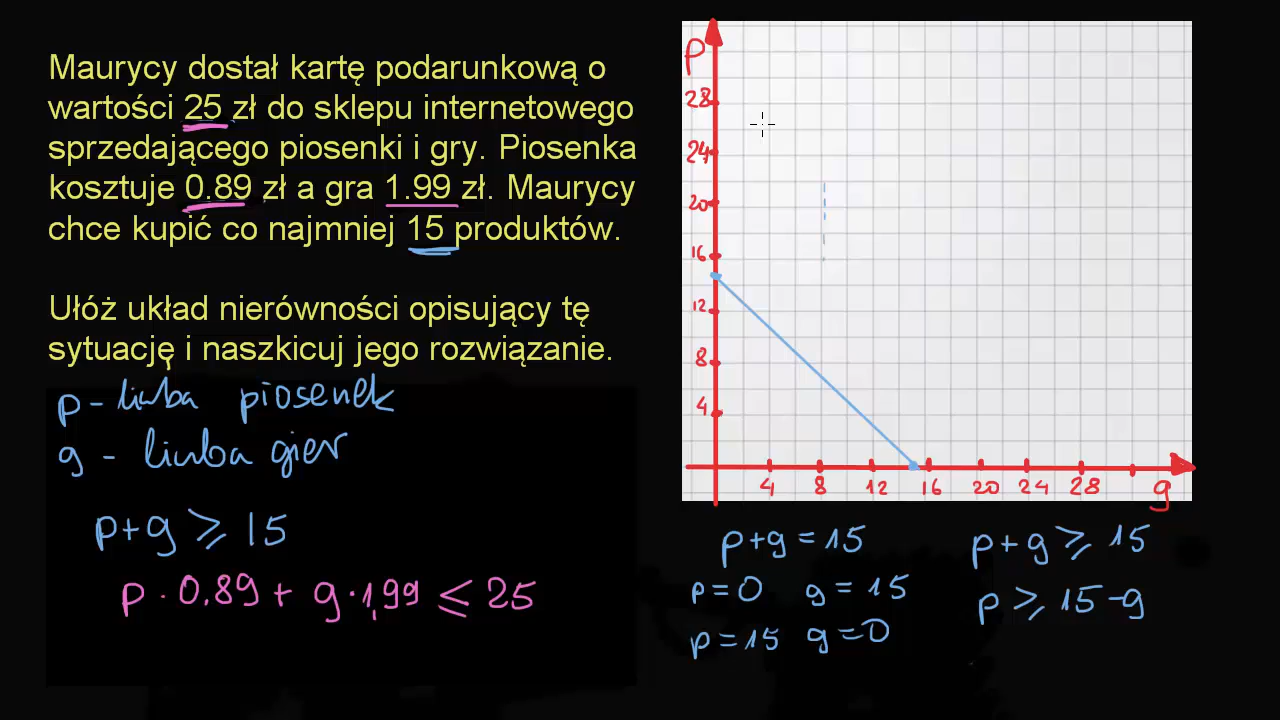 Maurycy dostał kartę podarunkową o
wartości 25 zł do sklepu internetowego
sprzedającego piosenki i gry. Piosenka
kosztuje 0.89 zł a gra 1.99 zł. Maurycy
chce kupić co najmniej 15 produktów.
Ułóż układ nierówności opisujący tę
sytuację i naszkicuj jego rozwiązanie.
p - liczba piosenek
g - liczba gier
p+g ⩾ 15
p · 0.89 + g · 1,99 ⩽ 25
P
28
24
20
16
12
8
4
4 8 12 16 20 24 28 g
p+g = 15
p=0 g = 15
p=15 g=0
p+g ⩾ 15
p ⩾ 15-g